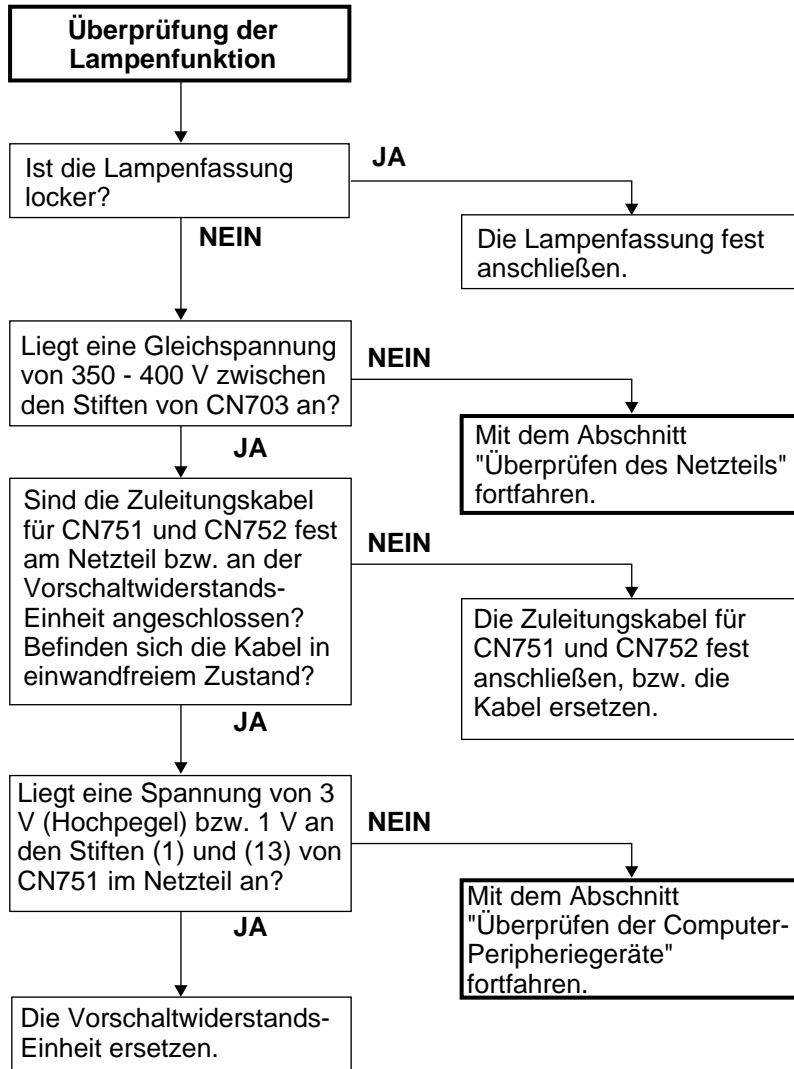 Überprüfung der
Lampenfunktion
Ist die Lampenfassung
locker?
JA
NEIN
Die Lampenfassung fest
anschließen.
Liegt eine Gleichspannung
von 350 - 400 V zwischen
den Stiften von CN703 an?
NEIN
JA
Mit dem Abschnitt
"Überprüfen des Netzteils"
fortfahren.
Sind die Zuleitungskabel
für CN751 und CN752 fest
am Netzteil bzw. an der
Vorschaltwiderstands-
Einheit angeschlossen?
Befinden sich die Kabel in
einwandfreiem Zustand?
NEIN
JA
Die Zuleitungskabel für
CN751 und CN752 fest
anschließen, bzw. die
Kabel ersetzen.
Liegt eine Spannung von 3
V (Hochpegel) bzw. 1 V an
den Stiften (1) und (13) von
CN751 im Netzteil an?
NEIN
JA
Mit dem Abschnitt
"Überprüfen der Computer-
Peripheriegeräte"
fortfahren.
Die Vorschaltwiderstands-
Einheit ersetzen.